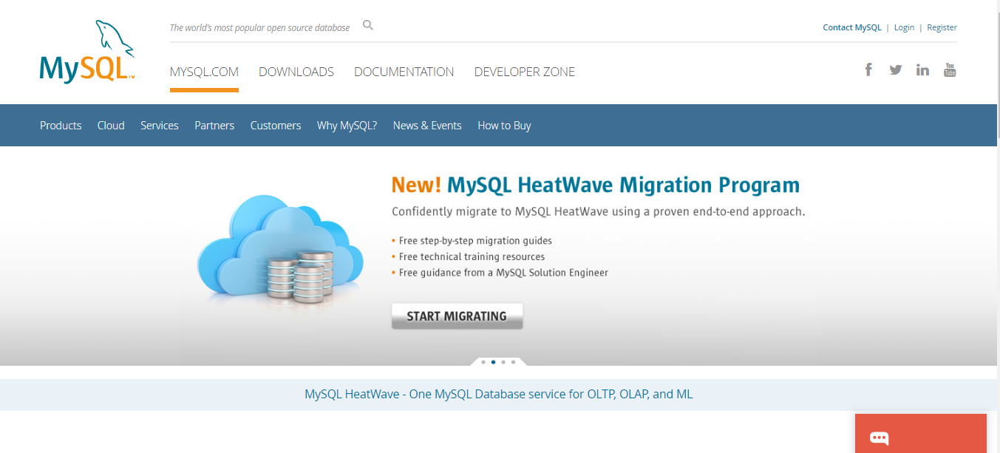 MySQL™
The world's most popular open source database
Contact MySQL | Login | Register
MYSQL.COM DOWNLOADS DOCUMENTATION DEVELOPER ZONE
You Tube
Products Cloud Services Partners Customers Why MySQL? News & Events How to Buy
New! MySQL HeatWave Migration Program
Confidently migrate to MySQL HeatWave using a proven end-to-end approach.
• Free step-by-step migration guides
• Free technical training resources
• Free guidance from a MySQL Solution Engineer
START MIGRATING
MySQL HeatWave - One MySQL Database service for OLTP, OLAP, and ML